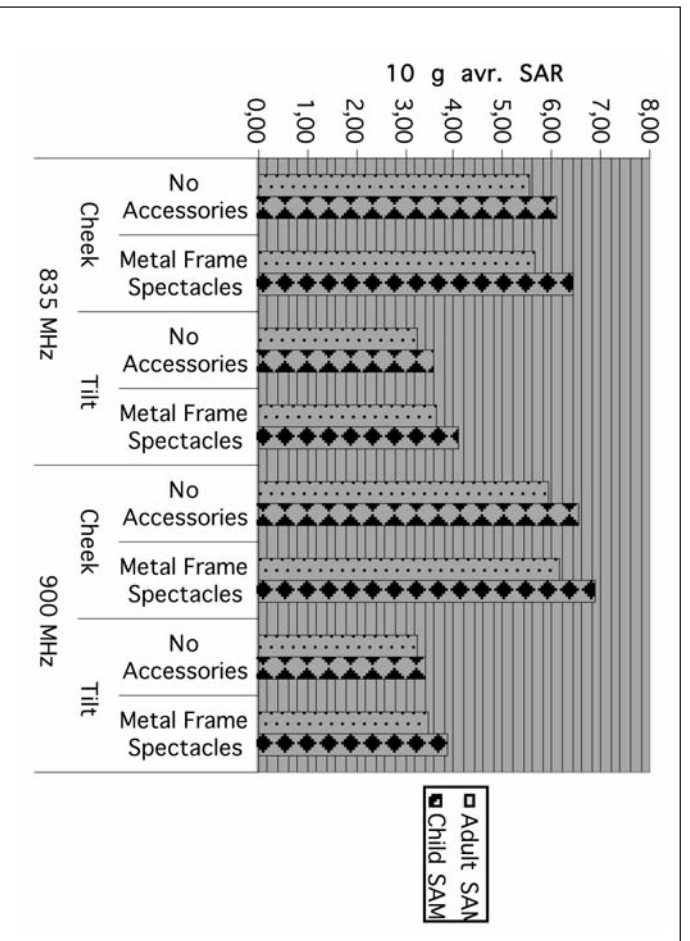 10 g avr. SAR
0,00
1,00
2,00
3,00
4,00
5,00
6,00
7,00
8,00
No
Accessories
Metal Frame
Spectacles
No
Accessories
Metal Frame
Spectacles
No
Accessories
Metal Frame
Spectacles
No
Accessories
Metal Frame
Spectacles
Cheek
Tilt
Cheek
Tilt
835 MHz
900 MHz
Adult SAM
Child SAM